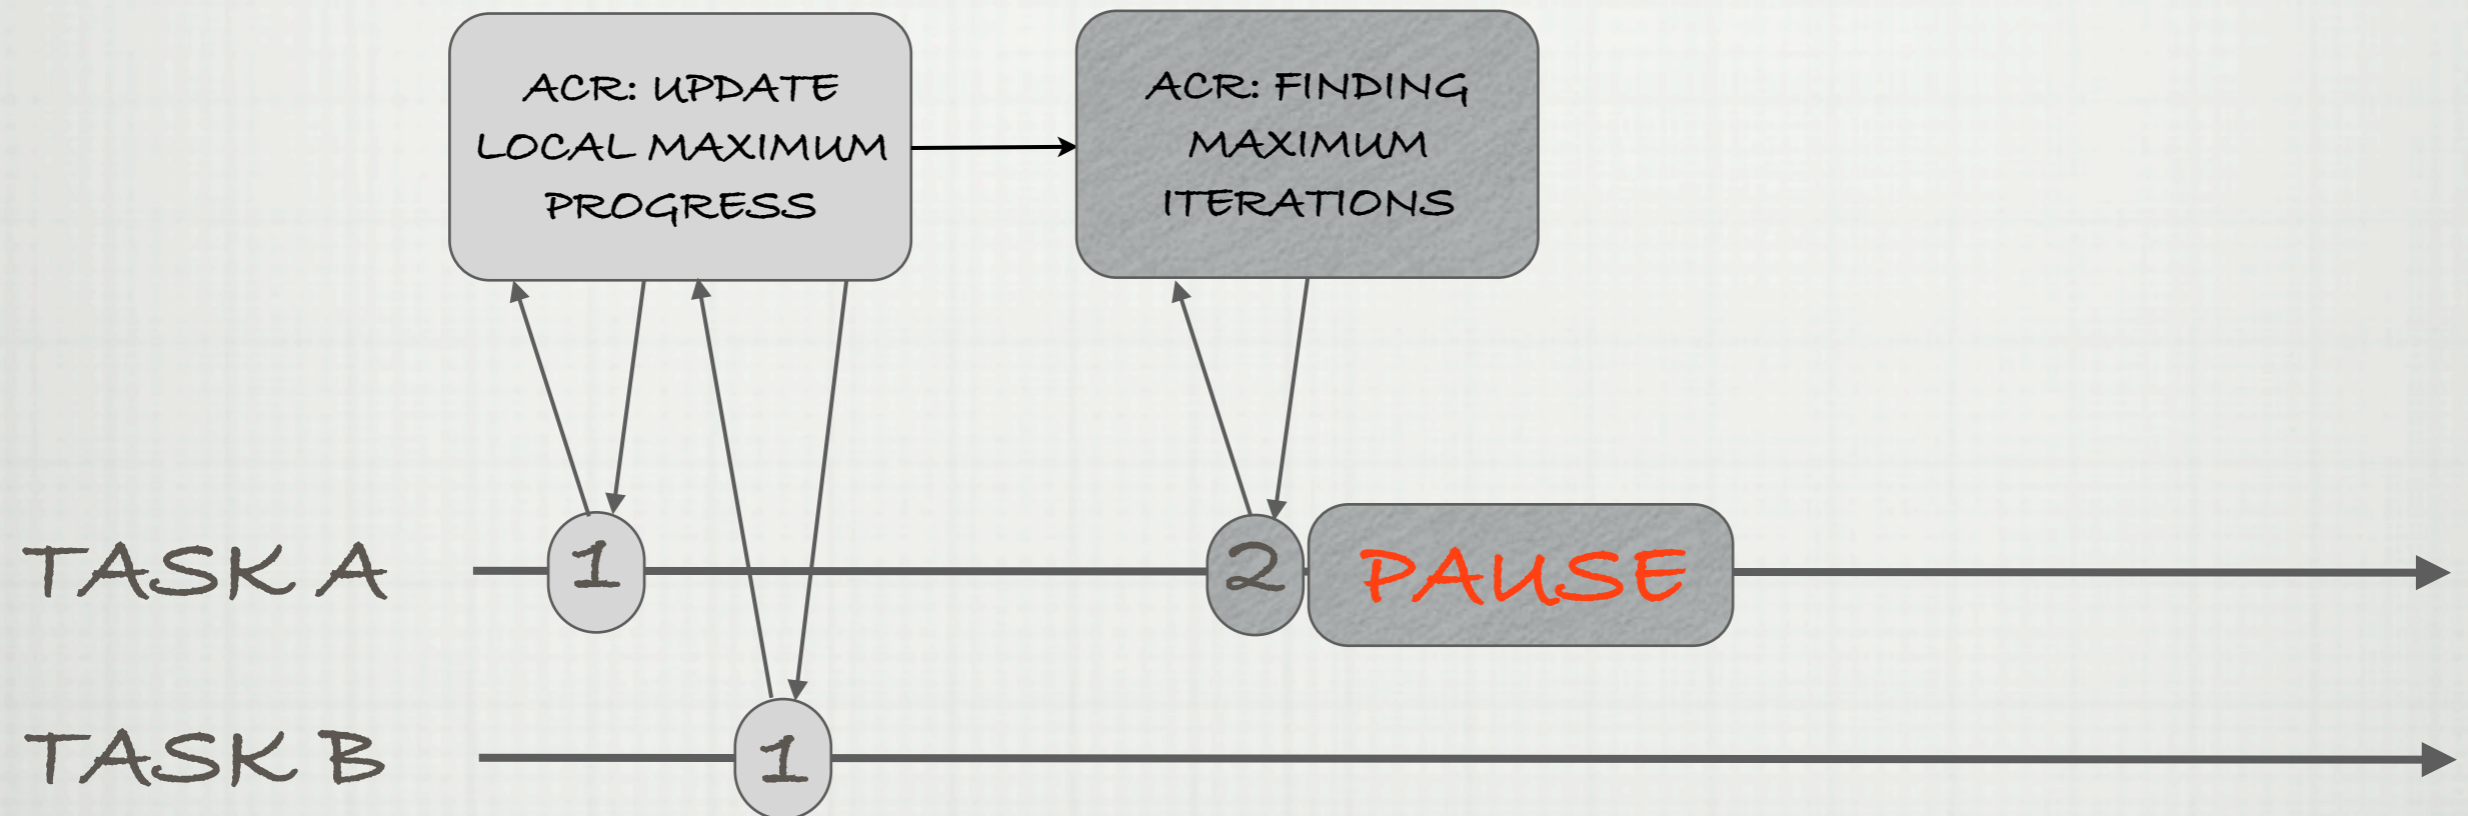 ACR: UPDATE
LOCAL MAXIMUM
PROGRESS
ACR: FINDING
MAXIMUM
ITERATIONS
TASK A
1
2
PAUSE
TASK B
1